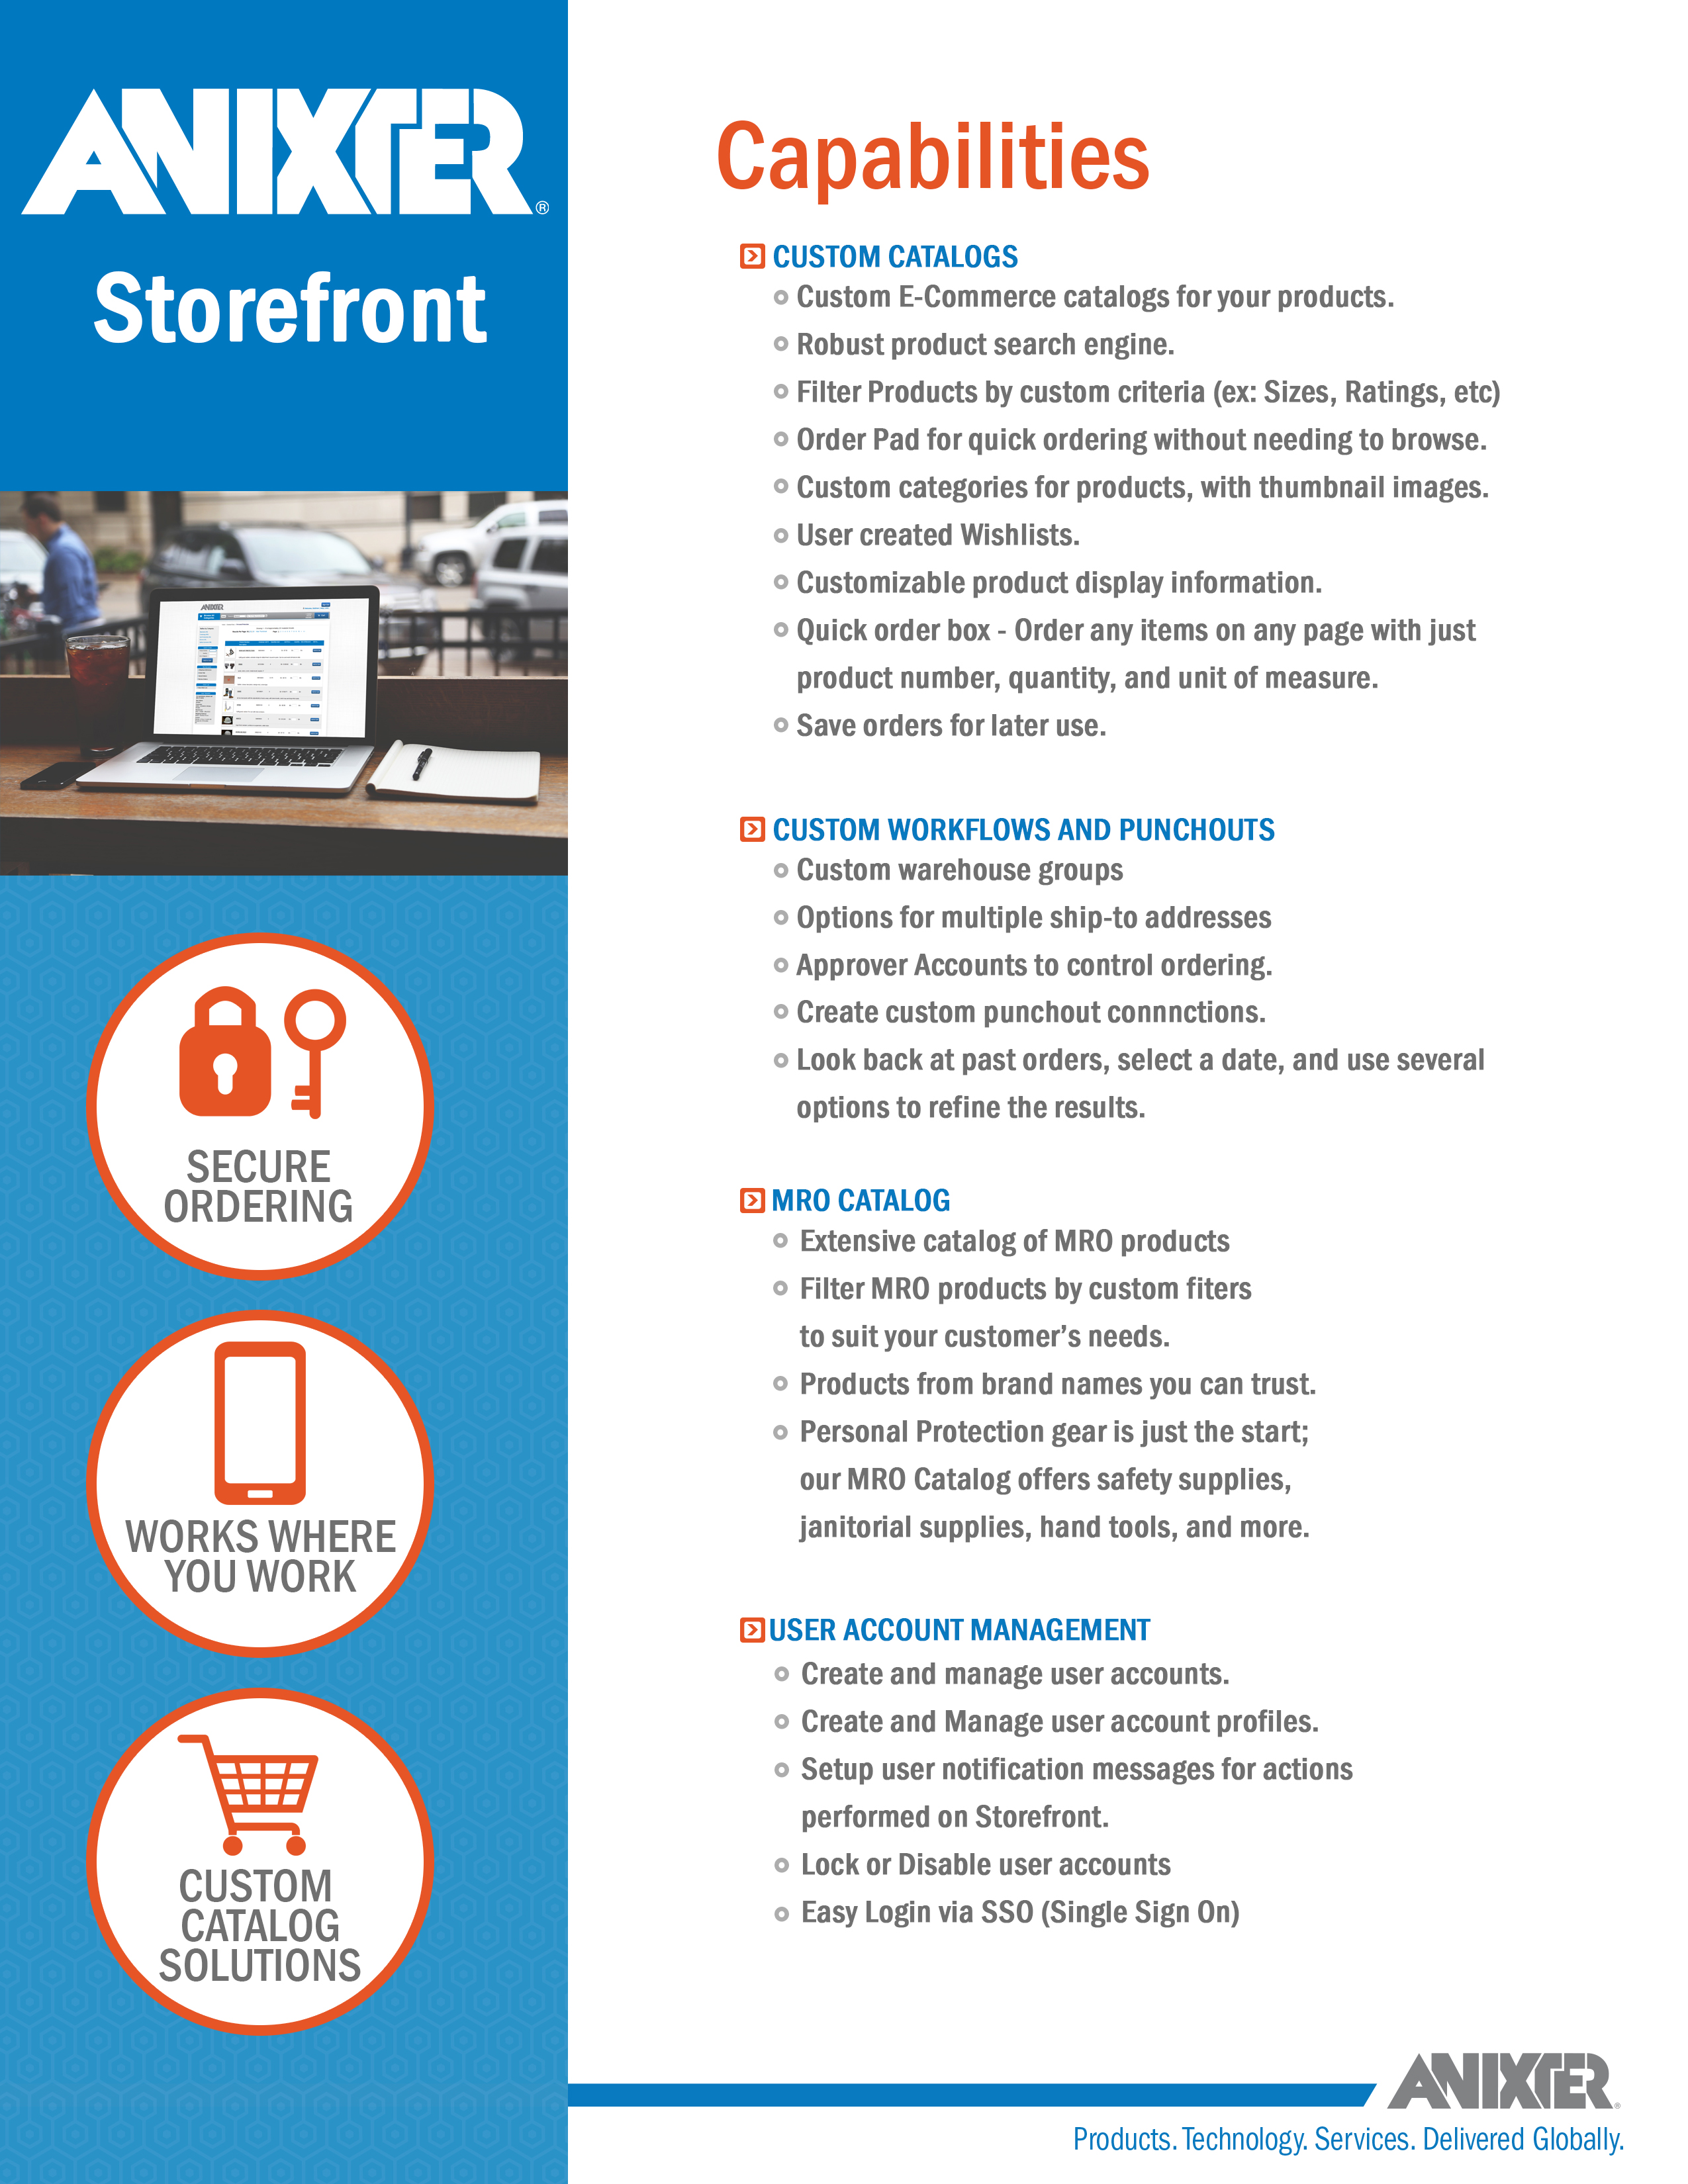 ANIXTER®
Storefront
ANIXTER
SECURE
ORDERING
WORKS WHERE
YOU WORK
CUSTOM
CATALOG
SOLUTIONS
Capabilities
CUSTOM CATALOGS
Custom E-Commerce catalogs for your products.
Robust product search engine.
Filter Products by custom criteria (ex: Sizes, Ratings, etc)
Order Pad for quick ordering without needing to browse.
Custom categories for products, with thumbnail images.
User created Wishlists.
Customizable product display information.
Quick order box - Order any items on any page with just
product number, quantity, and unit of measure.
Save orders for later use.
CUSTOM WORKFLOWS AND PUNCHOUTS
Custom warehouse groups
Options for multiple ship-to addresses
Approver Accounts to control ordering.
Create custom punchout connnctions.
Look back at past orders, select a date, and use several
options to refine the results.
MRO CATALOG
Extensive catalog of MRO products
Filter MRO products by custom fiters
to suit your customer’s needs.
Products from brand names you can trust.
Personal Protection gear is just the start;
our MRO Catalog offers safety supplies,
janitorial supplies, hand tools, and more.
USER ACCOUNT MANAGEMENT
Create and manage user accounts.
Create and Manage user account profiles.
Setup user notification messages for actions
performed on Storefront.
Lock or Disable user accounts
Easy Login via SSO (Single Sign On)
ANIXTER®
Products. Technology. Services. Delivered Globally.